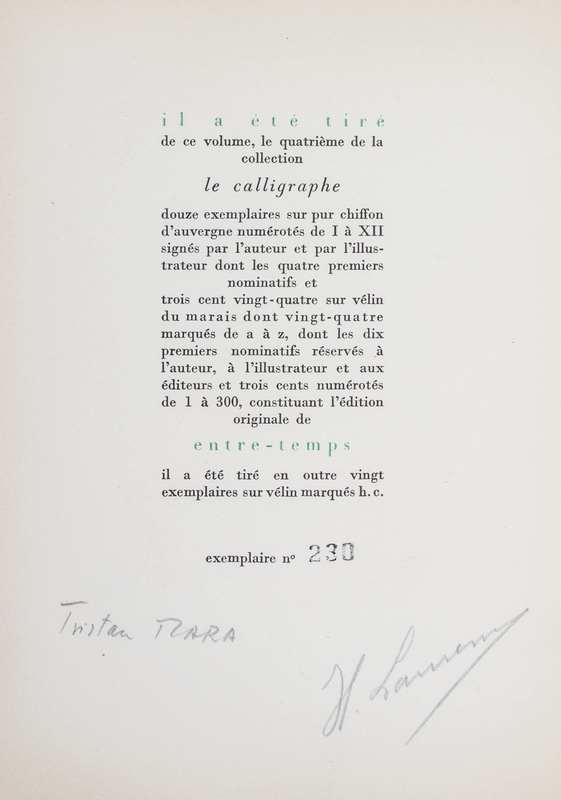 il a été tiré
de ce volume, le quatrième de la
collection
le calligraphe
douze exemplaires sur pur chiffon
d'auvergne numérotés de I à XII
signés par l'auteur et par l'illus-
trateur dont les quatre premiers
nominatifs et
trois cent vingt-quatre sur vélin
du marais dont vingt-quatre
marqués de a à z, dont les dix
premiers nominatifs réservés à
l'auteur, à l'illustrateur et aux
éditeurs et trois cents numérotés
de 1 à 300, constituant l'édition
originale de
entre-temps
il a été tiré en outre vingt
exemplaires sur vélin marqués h. c.
exemplaire nº 230
Tristan TZARA
H. Laurens